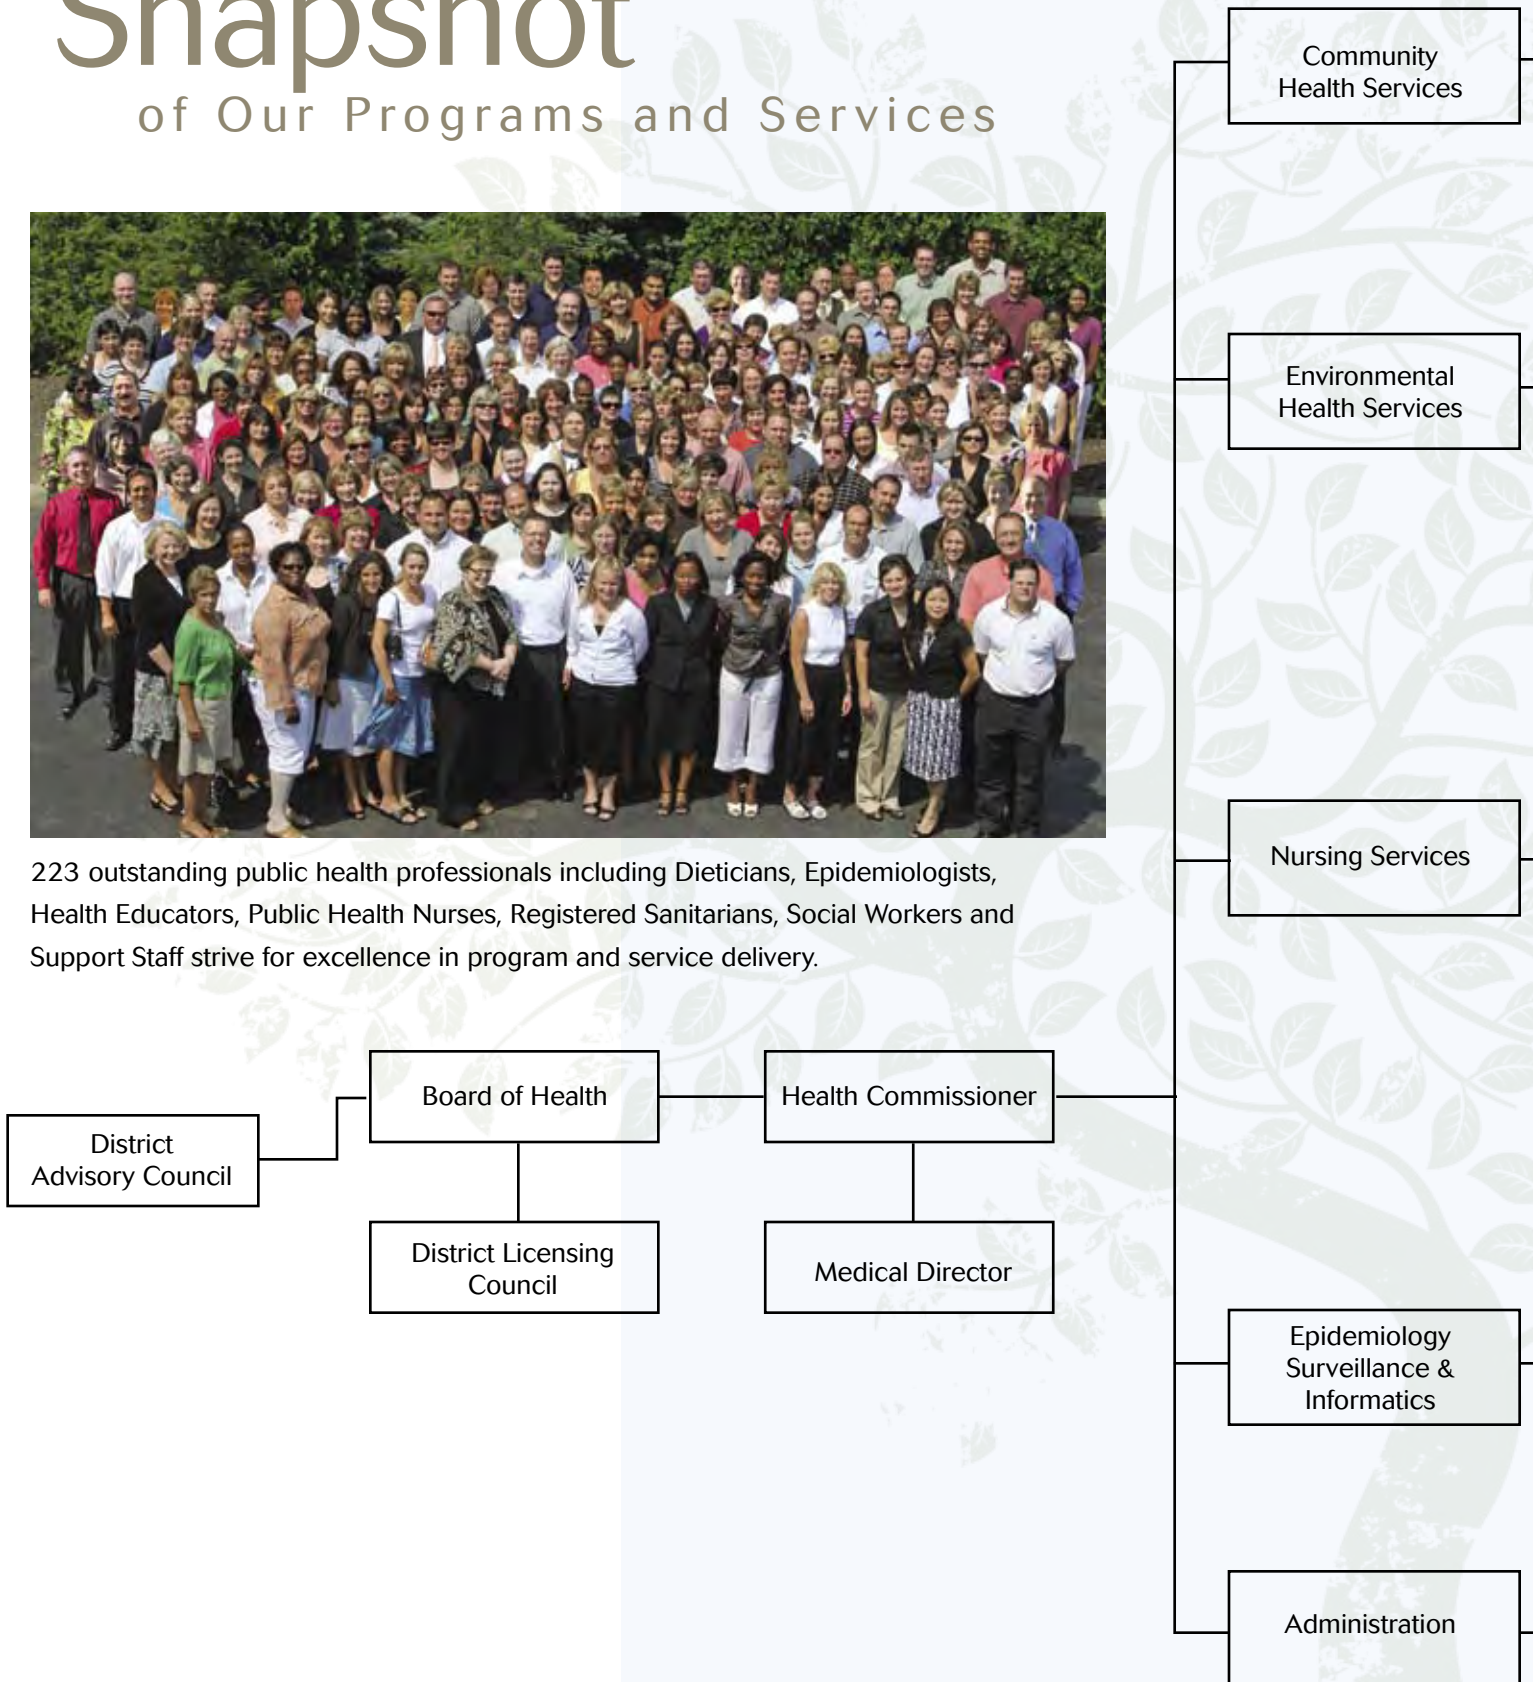 Snapshot
of Our Programs and Services
223 outstanding public health professionals including Dieticians, Epidemiologists,
Health Educators, Public Health Nurses, Registered Sanitarians, Social Workers and
Support Staff strive for excellence in program and service delivery.
District
Advisory Council
Board of Health
District Licensing
Council
Health Commissioner
Medical Director
Community
Health Services
Environmental
Health Services
Nursing Services
Epidemiology
Surveillance &
Informatics
Administration